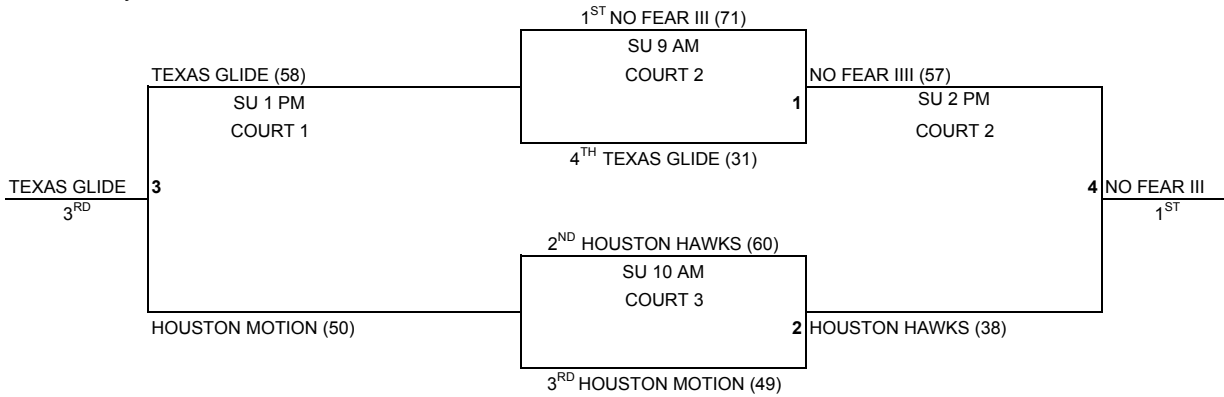 1ST NO FEAR III (71)
SU 9 AM
TEXAS GLIDE (58)
COURT 2
NO FEAR IIII (57)
SU 1 PM
1
SU 2 PM
COURT 1
COURT 2
4TH TEXAS GLIDE (31)
TEXAS GLIDE
3
4
NO FEAR III
3RD
1ST
2ND HOUSTON HAWKS (60)
SU 10 AM
COURT 3
HOUSTON MOTION (50)
2
HOUSTON HAWKS (38)
3RD HOUSTON MOTION (49)